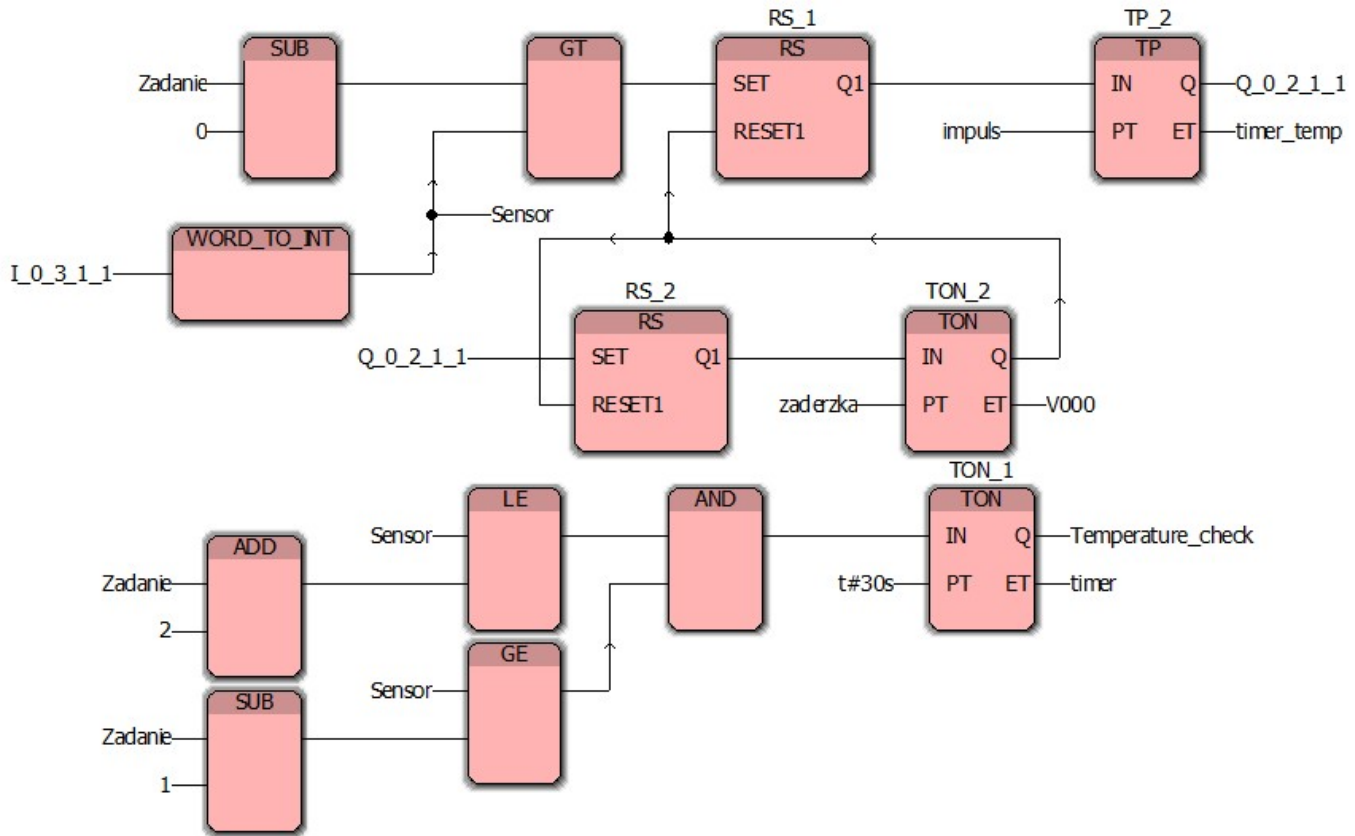 RS_1 TP_2
SUB GT RS TP
Zadanie SET Q1 IN Q Q_0_2_1_1
0 RESET1 impuls PT ET timer_temp
Sensor
WORD_TO_INT
I_0_3_1_1
RS_2 TON_2
RS TON
Q_0_2_1_1 SET Q1 IN Q
RESET1 zaderzka PT ET V000
TON_1
LE AND TON
Sensor IN Q Temperature_check
ADD
Zadanie t#30s PT ET timer
2
GE
Sensor
SUB
Zadanie
1